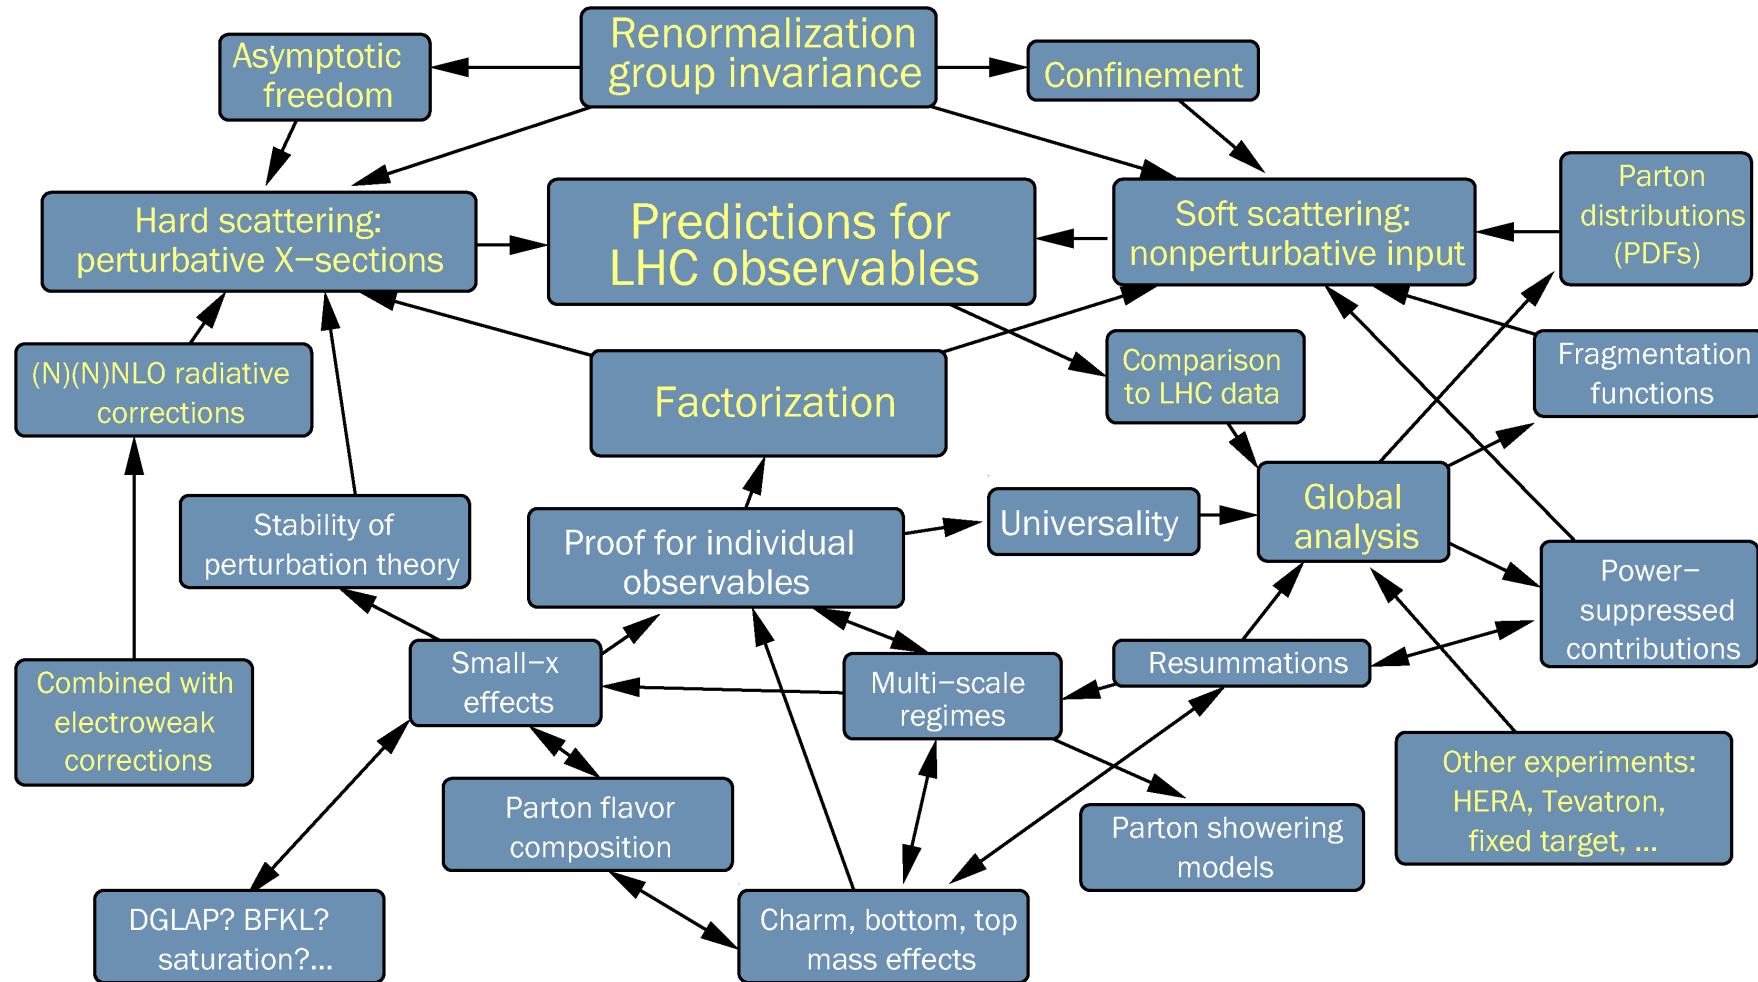 Renormalization
group invariance
Asymptotic
freedom
Confinement
Parton
distributions
(PDFs)
Hard scattering:
perturbative X−sections
Predictions for
LHC observables
Soft scattering:
nonperturbative input
(N)(N)NLO radiative
corrections
Factorization
Comparison
to LHC data
Fragmentation
functions
Stability of
perturbation theory
Proof for individual
observables
Universality
Global
analysis
Power−
suppressed
contributions
Combined with
electroweak
corrections
Small−x
effects
Multi−scale
regimes
Resummations
Other experiments:
HERA, Tevatron,
fixed target, ...
Parton flavor
composition
Parton showering
models
DGLAP? BFKL?
saturation?...
Charm, bottom, top
mass effects